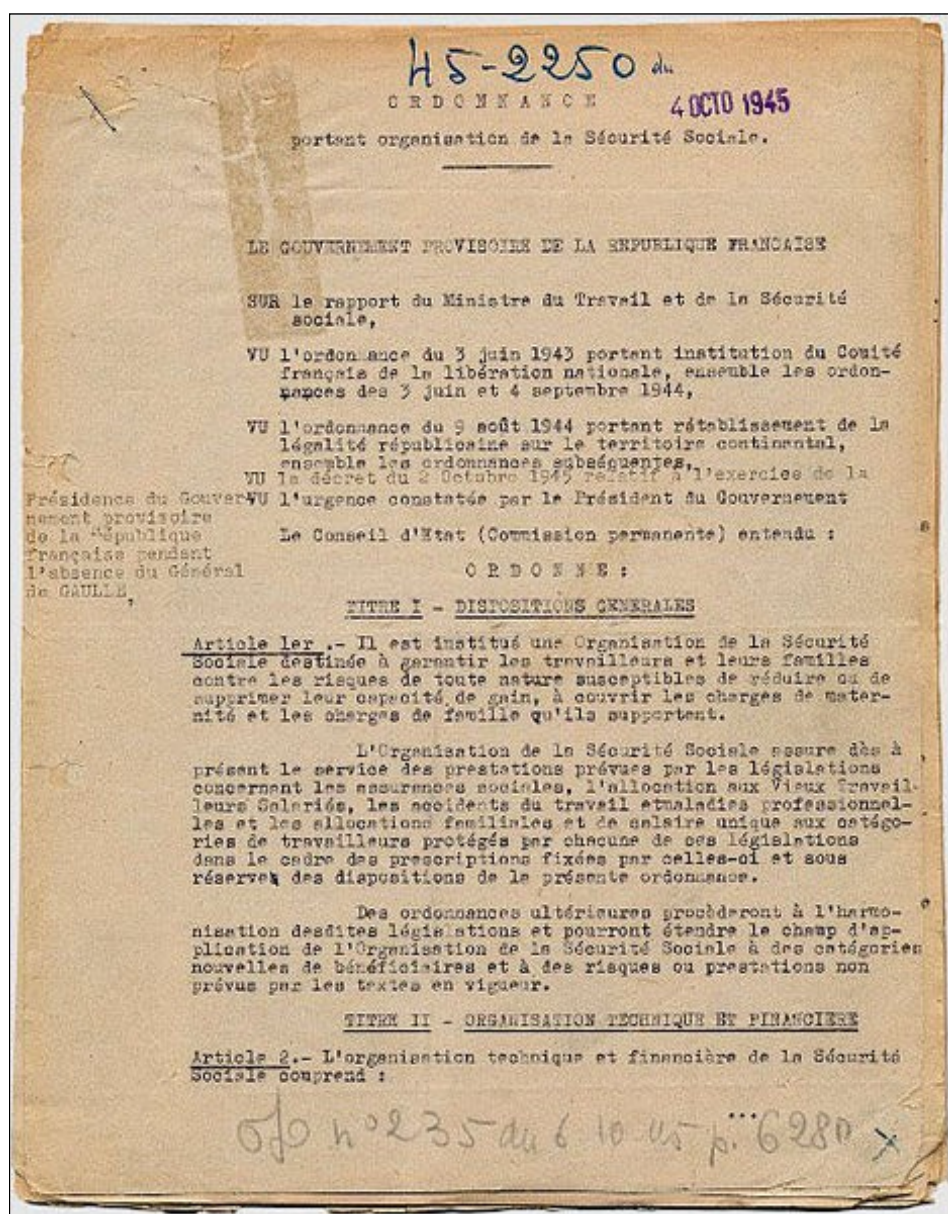 45-2250 du
ORDONNANCE
4 OCTO 1945
portant organisation de la Sécurité Sociale.
LE GOUVERNEMENT PROVISOIRE DE LA REPUBLIQUE FRANCAISE
SUR le rapport du Ministre du Travail et de la Sécurité
sociale,
VU l'ordonnance du 3 juin 1943 portant institution du Comité
français de la libération nationale, ensemble les ordon-
nances des 3 juin et 4 septembre 1944,
VU l'ordonnance du 9 août 1944 portant rétablissement de la
légalité républicaine sur le territoire continental,
ensemble les ordonnances subséquentes,
VU le décret du 2 Octobre 1945 relatif à l'exercice de la
Présidence du Gouver-
nement provisoire
de la République
française pendant
l'absence du Général
de GAULLE,
VU l'urgence constatée par le Président du Gouvernement
Le Conseil d'Etat (Commission permanente) entendu :
ORDONNE :
TITRE I - DISPOSITIONS GENERALES
Article 1er.- Il est institué une Organisation de la Sécurité
Sociale destinée à garantir les travailleurs et leurs familles
contre les risques de toute nature susceptibles de réduire ou de
supprimer leur capacité de gain, à couvrir les charges de mater-
nité et les charges de famille qu'ils supportent.
L'Organisation de la Sécurité Sociale assure dès à
présent le service des prestations prévues par les législations
concernant les assurances sociales, l'allocation aux Vieux Travail-
leurs Salariés, les accidents du travail etmaladies professionnel-
les et les allocations familiales et de salaire unique aux catégo-
ries de travailleurs protégés par chacune de ces législations
dans le cadre des prescriptions fixées par celles-ci et sous
réserve des dispositions de la présente ordonnance.
Des ordonnances ultérieures procèderont à l'harmo-
nisation desdites législations et pourront étendre le champ d'ap-
plication de l'Organisation de la Sécurité Sociale à des catégories
nouvelles de bénéficiaires et à des risques ou prestations non
prévus par les textes en vigueur.
TITRE II - ORGANISATION TECHNIQUE ET FINANCIERE
Article 2.- L'organisation technique et financière de la Sécurité
Sociale comprend :
...
n° 235 du 6 10 45 p. 6280